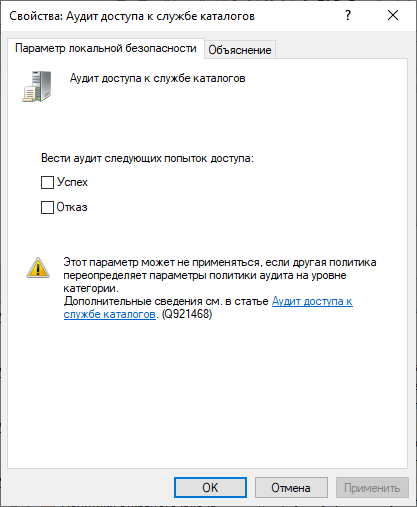 Свойства: Аудит доступа к службе каталогов
Параметр локальной безопасности
Объяснение
Аудит доступа к службе каталогов
Вести аудит следующих попыток доступа:
Успех
Отказ
Этот параметр может не применяться, если другая политика
переопределяет параметры политики аудита на уровне
категории.
Дополнительные сведения см. в статье Аудит доступа к
службе каталогов. (Q921468)
OK
Отмена
Применить